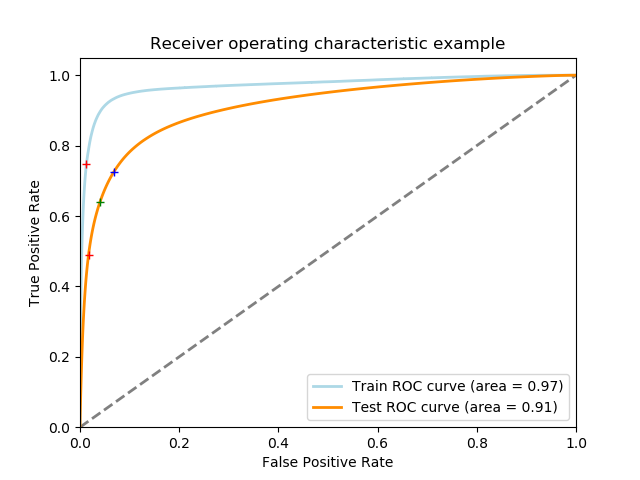 Receiver operating characteristic example
1.0
0.8
0.6
0.4
0.2
0.0
True Positive Rate
Train ROC curve (area = 0.97)
Test ROC curve (area = 0.91)
0.0 0.2 0.4 0.6 0.8 1.0
False Positive Rate